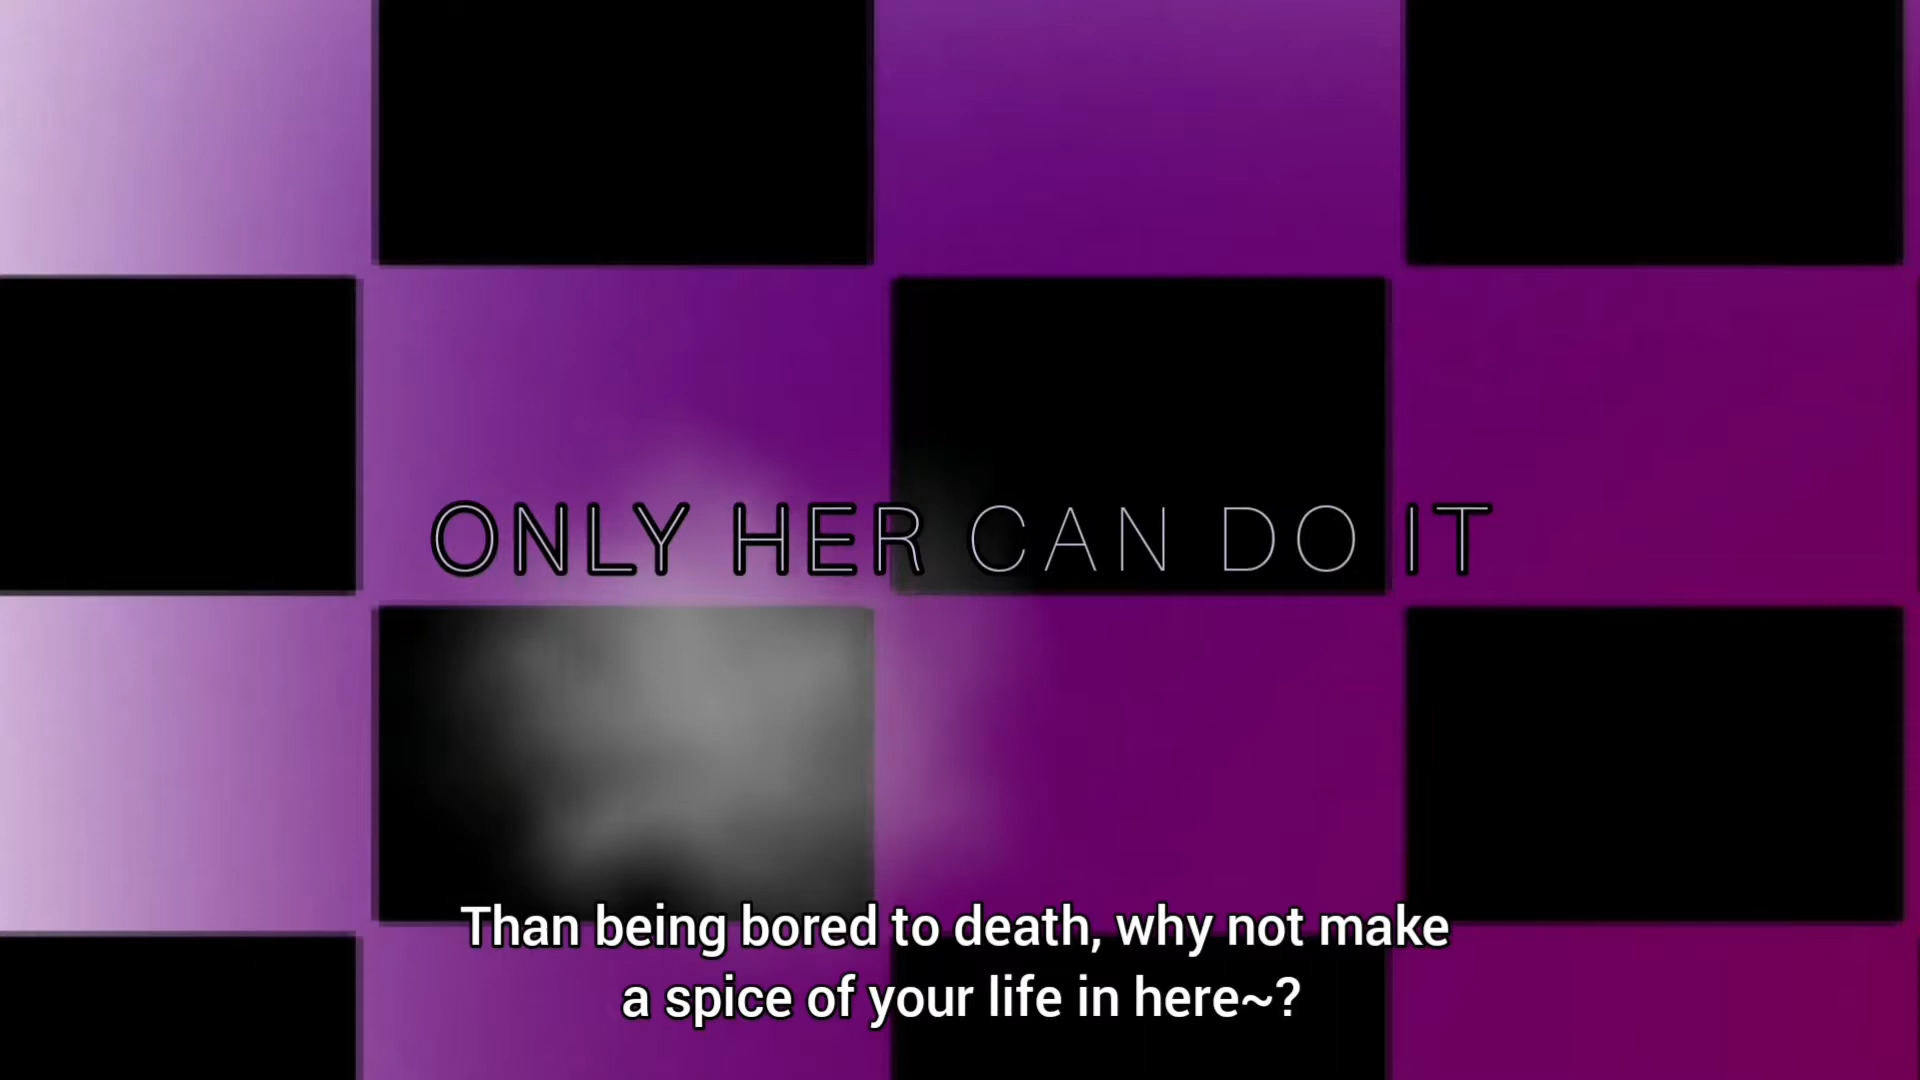 ONLY HER CAN DO IT
Than being bored to death, why not make
a spice of your life in here~?